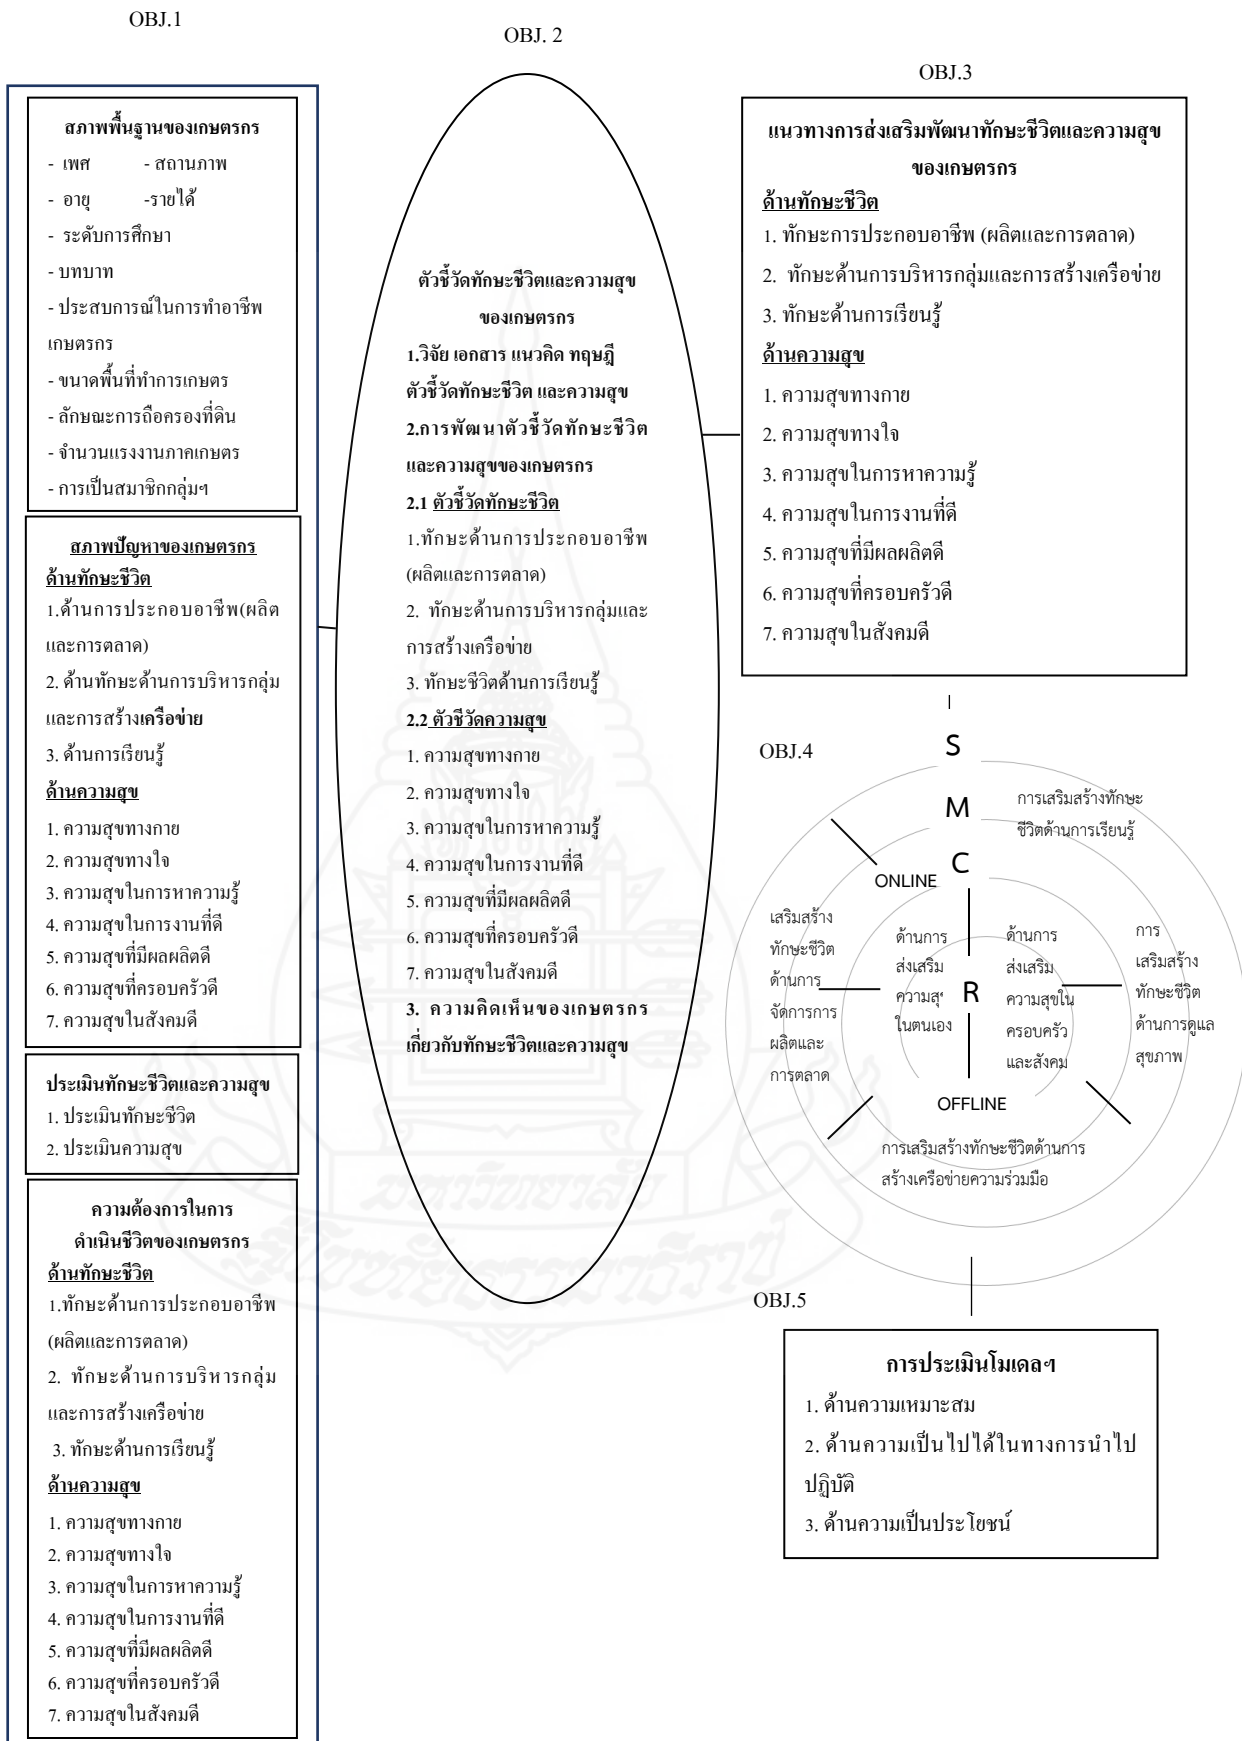 OBJ.1
สภาพพื้นฐานของเกษตรกร
- เพศ - สถานภาพ
- อายุ -รายได้
- ระดับการศึกษา
- บทบาท
- ประสบการณ์ในการทำอาชีพ
เกษตรกร
- ขนาดพื้นที่ทำการเกษตร
- ลักษณะการถือครองที่ดิน
- จำนวนแรงงานภาคเกษตร
- การเป็นสมาชิกกลุ่มฯ
สภาพปัญหาของเกษตรกร
ด้านทักษะชีวิต
1.ด้านการประกอบอาชีพ(ผลิต
และการตลาด)
2. ด้านทักษะด้านการบริหารกลุ่ม
และการสร้างเครือข่าย
3. ด้านการเรียนรู้
ด้านความสุข
1. ความสุขทางกาย
2. ความสุขทางใจ
3. ความสุขในการหาความรู้
4. ความสุขในการงานที่ดี
5. ความสุขที่มีผลผลิตดี
6. ความสุขที่ครอบครัวดี
7. ความสุขในสังคมดี
ประเมินทักษะชีวิตและความสุข
1. ประเมินทักษะชีวิต
2. ประเมินความสุข
ความต้องการในการ
ดำเนินชีวิตของเกษตรกร
ด้านทักษะชีวิต
1.ทักษะด้านการประกอบอาชีพ
(ผลิตและการตลาด)
2. ทักษะด้านการบริหารกลุ่ม
และการสร้างเครือข่าย
3. ทักษะด้านการเรียนรู้
ด้านความสุข
1. ความสุขทางกาย
2. ความสุขทางใจ
3. ความสุขในการหาความรู้
4. ความสุขในการงานที่ดี
5. ความสุขที่มีผลผลิตดี
6. ความสุขที่ครอบครัวดี
7. ความสุขในสังคมดี
OBJ. 2
ตัวชี้วัดทักษะชีวิตและความสุข
ของเกษตรกร
1.วิจัย เอกสาร แนวคิด ทฤษฎี
ตัวชี้วัดทักษะชีวิต และความสุข
2.การพัฒนาตัวชี้วัดทักษะชีวิต
และความสุขของเกษตรกร
2.1 ตัวชี้วัดทักษะชีวิต
1.ทักษะด้านการประกอบอาชีพ
(ผลิตและการตลาด)
2. ทักษะด้านการบริหารกลุ่มและ
การสร้างเครือข่าย
3. ทักษะชีวิตด้านการเรียนรู้
2.2 ตัวชีวัดความสุข
1. ความสุขทางกาย
2. ความสุขทางใจ
3. ความสุขในการหาความรู้
4. ความสุขในการงานที่ดี
5. ความสุขที่มีผลผลิตดี
6. ความสุขที่ครอบครัวดี
7. ความสุขในสังคมดี
3. ความคิดเห็นของเกษตรกร
เกี่ยวกับทักษะชีวิตและความสุข
OBJ.3
แนวทางการส่งเสริมพัฒนาทักษะชีวิตและความสุข
ของเกษตรกร
ด้านทักษะชีวิต
1. ทักษะการประกอบอาชีพ (ผลิตและการตลาด)
2. ทักษะด้านการบริหารกลุ่มและการสร้างเครือข่าย
3. ทักษะด้านการเรียนรู้
ด้านความสุข
1. ความสุขทางกาย
2. ความสุขทางใจ
3. ความสุขในการหาความรู้
4. ความสุขในการงานที่ดี
5. ความสุขที่มีผลผลิตดี
6. ความสุขที่ครอบครัวดี
7. ความสุขในสังคมดี
OBJ.4
S
M
C
R
ONLINE
OFFLINE
การเสริมสร้างทักษะ
ชีวิตด้านการเรียนรู้
เสริมสร้าง
ทักษะชีวิต
ด้านการ
จัดการการ
ผลิตและ
การตลาด
ด้านการ
ส่งเสริม
ความสุ
ในตนเอง
ด้านการ
ส่งเสริม
ความสุขใน
ครอบครัว
และสังคม
การ
เสริมสร้าง
ทักษะชีวิต
ด้านการดูแล
สุขภาพ
การเสริมสร้างทักษะชีวิตด้านการ
สร้างเครือข่ายความร่วมมือ
OBJ.5
การประเมินโมเดลฯ
1. ด้านความเหมาะสม
2. ด้านความเป็นไปได้ในทางการนำไป
ปฏิบัติ
3. ด้านความเป็นประโยชน์
มหาวิทยาลัย
สุโขทัยธรรมาธิราช